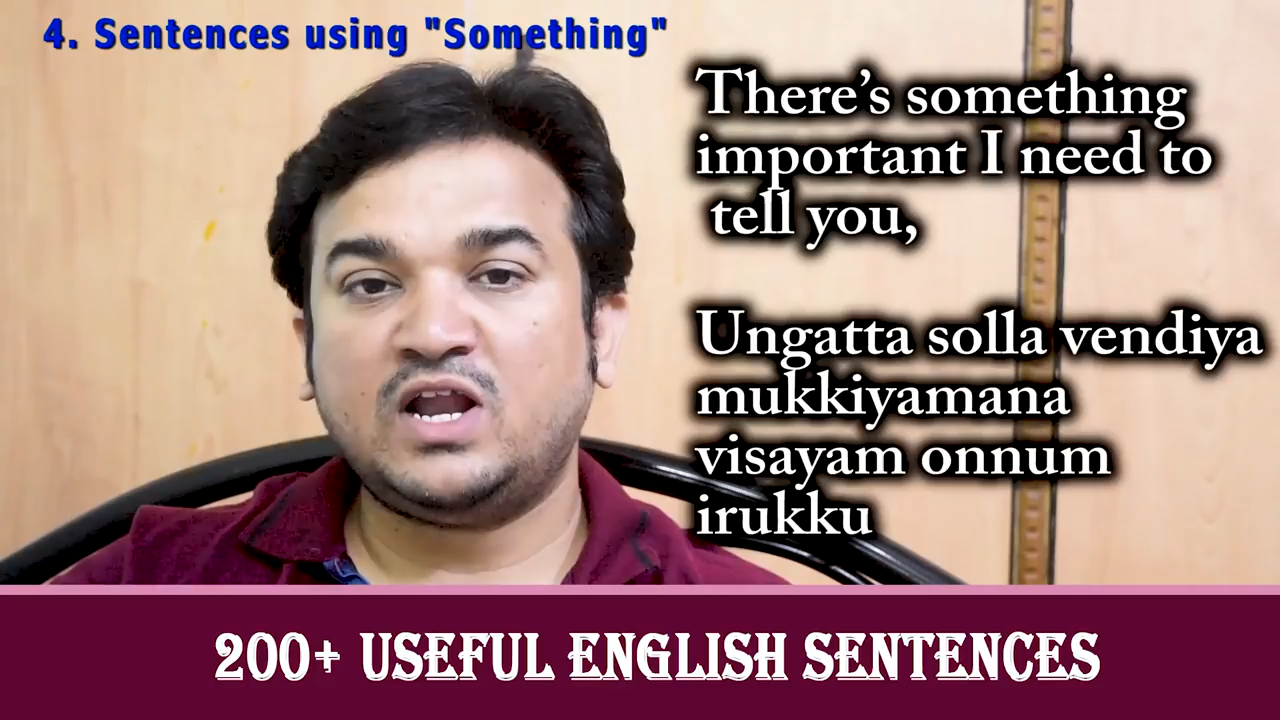 4. Sentences using "Something"
There's something
important I need to
tell you,
Ungatta solla vendiya
mukkiyamana
visayam onnum
irukku
200+ USEFUL ENGLISH SENTENCES